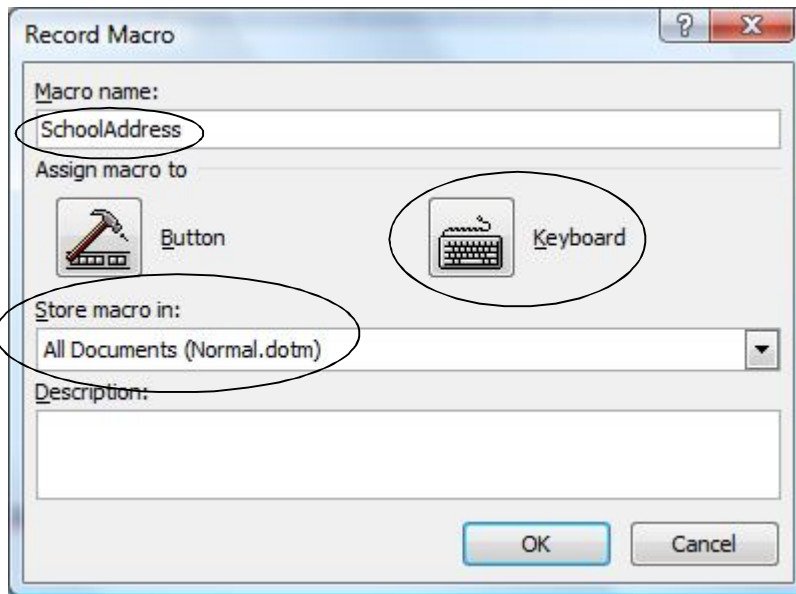 Record Macro
?
X
Macro name:
SchoolAddress
Assign macro to
Button
Keyboard
Store macro in:
All Documents (Normal.dotm)
Description:
OK
Cancel